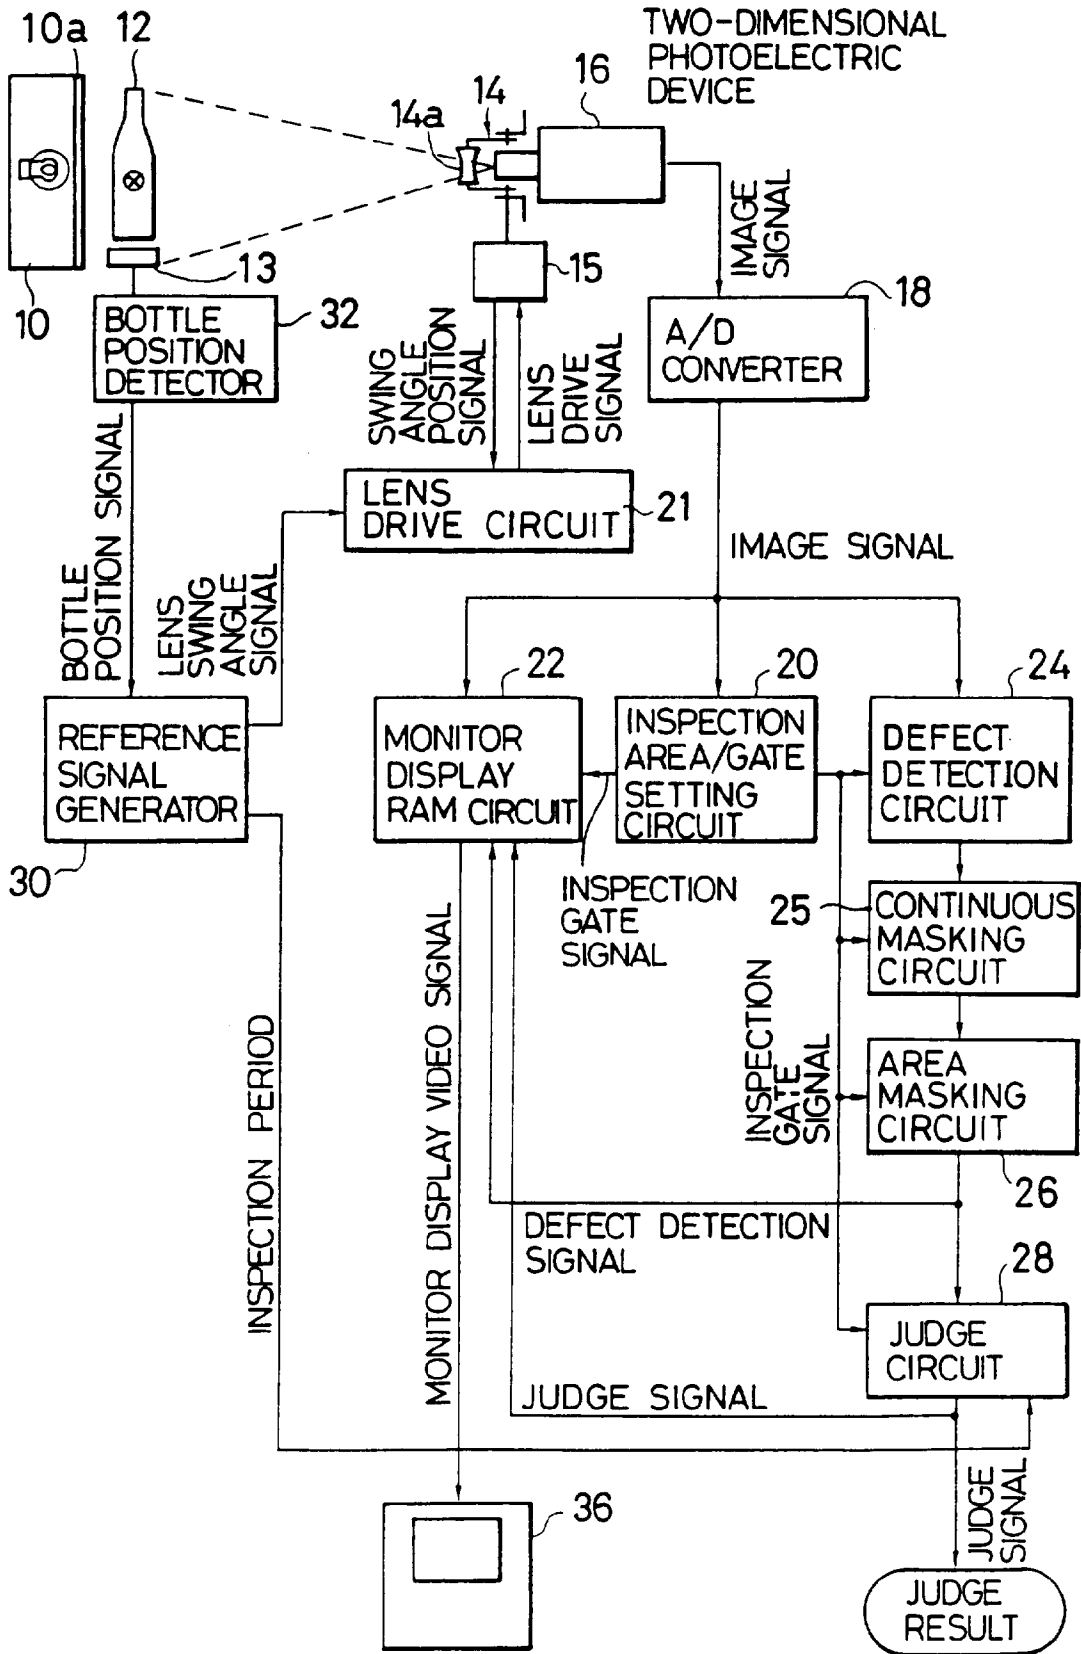 TWO-DIMENSIONAL
PHOTOELECTRIC
DEVICE
10a
12
14
14a
16
10
13
15
32
18
BOTTLE
POSITION
DETECTOR
SWING
ANGLE
POSITION
SIGNAL
LENS
DRIVE
SIGNAL
IMAGE
SIGNAL
A/D
CONVERTER
BOTTLE
POSITION SIGNAL
LENS
SWING
ANGLE
SIGNAL
LENS
DRIVE CIRCUIT
21
IMAGE SIGNAL
22
20
24
REFERENCE
SIGNAL
GENERATOR
30
MONITOR
DISPLAY
RAM CIRCUIT
INSPECTION
AREA/GATE
SETTING
CIRCUIT
DEFECT
DETECTION
CIRCUIT
INSPECTION
GATE
SIGNAL
25
CONTINUOUS
MASKING
CIRCUIT
INSPECTION
GATE
SIGNAL
AREA
MASKING
CIRCUIT
26
INSPECTION PERIOD
MONITOR DISPLAY VIDEO SIGNAL
DEFECT DETECTION
SIGNAL
28
JUDGE
CIRCUIT
JUDGE SIGNAL
JUDGE
SIGNAL
36
JUDGE
RESULT